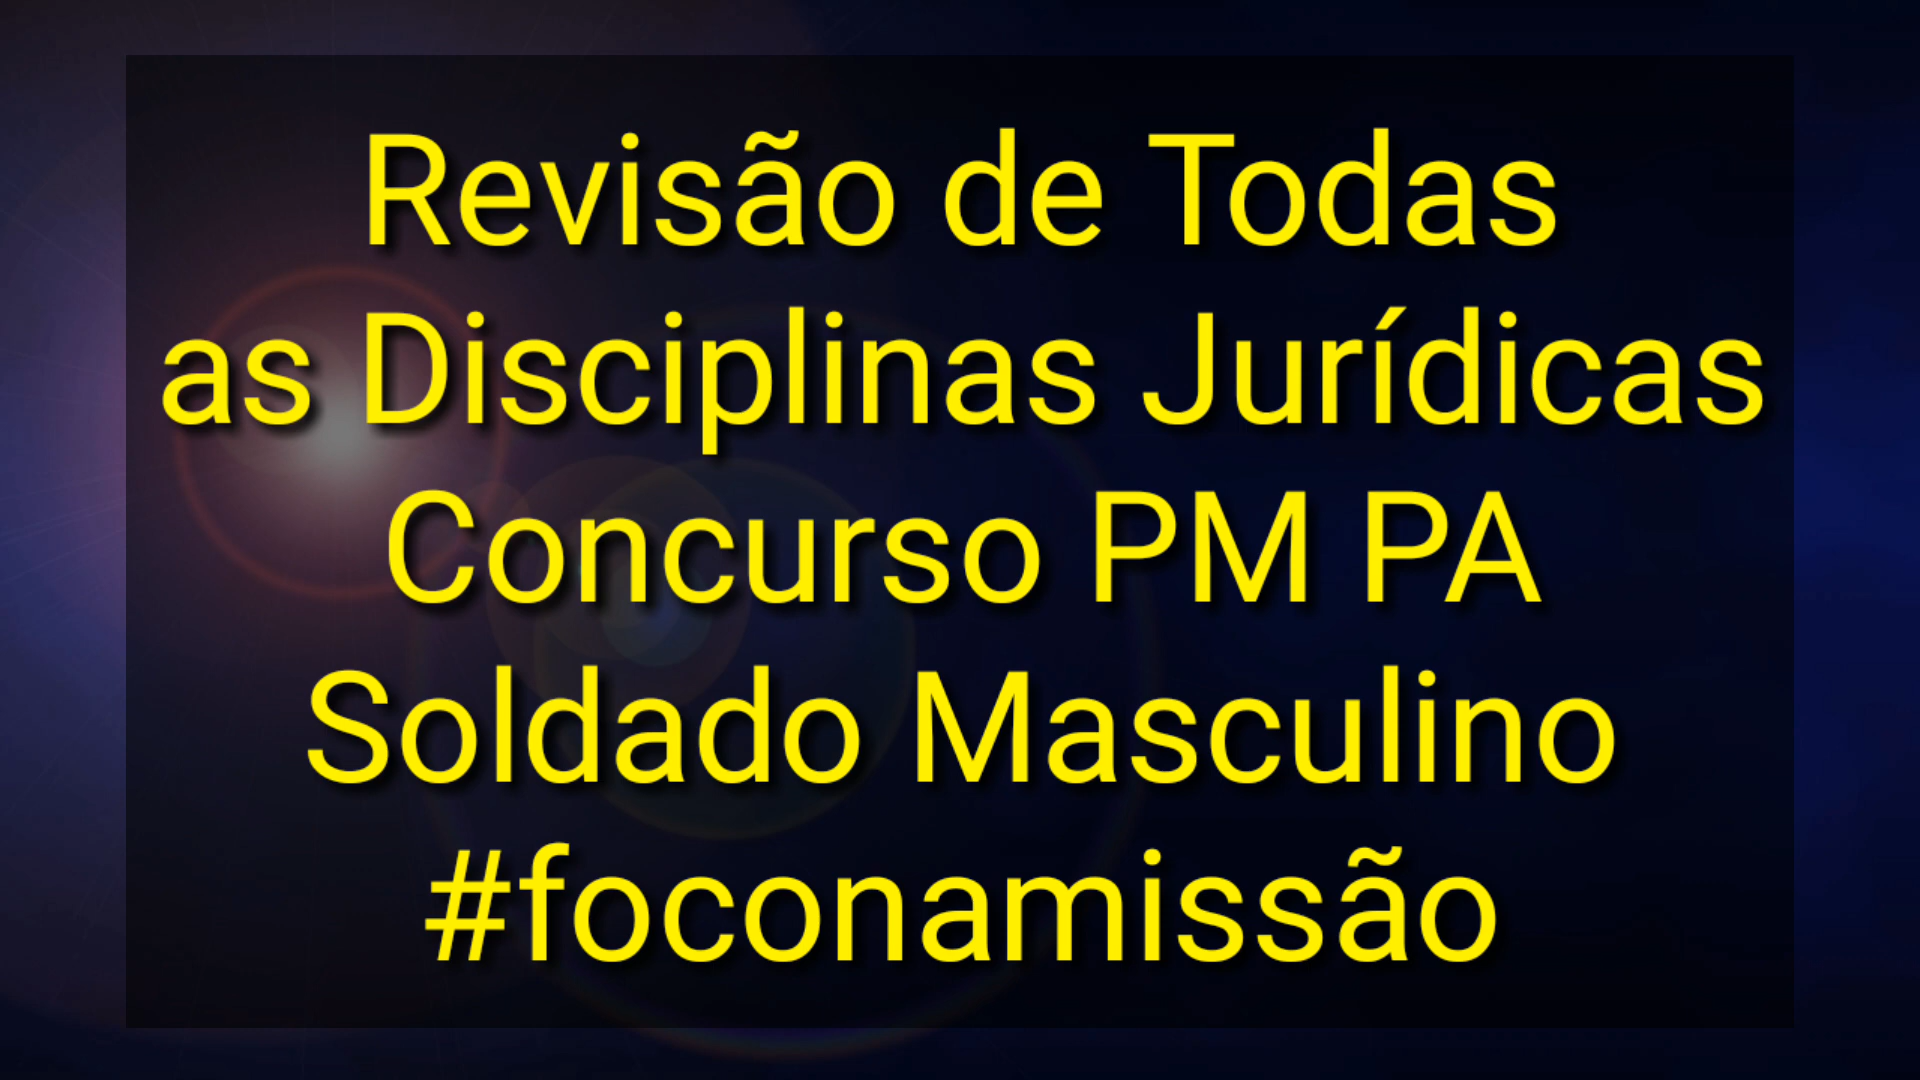 Revisão de Todas
as Disciplinas Jurídicas
Concurso PM PA
Soldado Masculino
#foconamissão